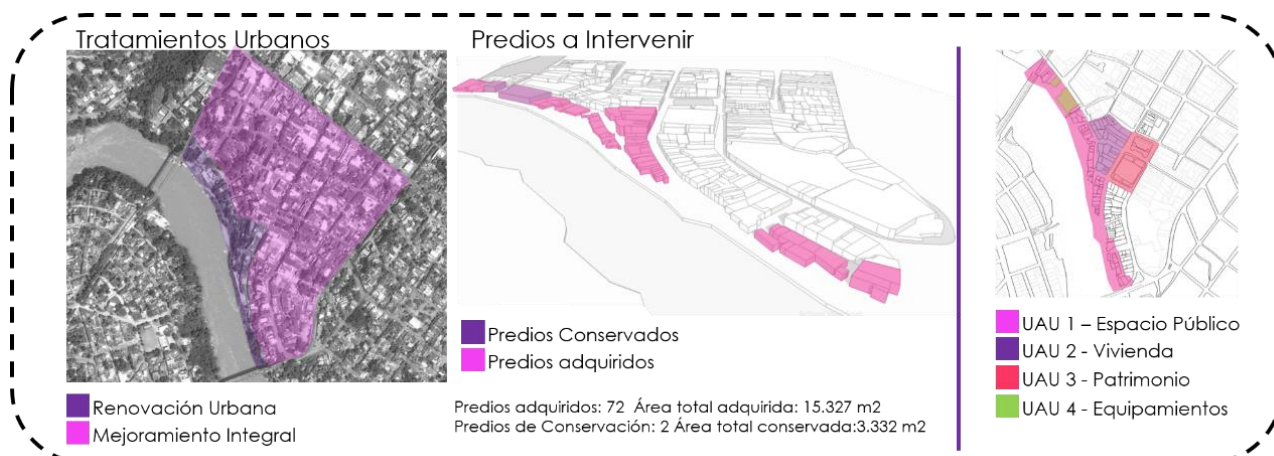 Tratamientos Urbanos
Renovación Urbana
Mejoramiento Integral
Predios a Intervenir
Predios Conservados
Predios adquiridos
Predios adquiridos: 72 Área total adquirida: 15.327 m2
Predios de Conservación: 2 Área total conservada:3.332 m2
UAU 1 – Espacio Público
UAU 2 - Vivienda
UAU 3 - Patrimonio
UAU 4 - Equipamientos